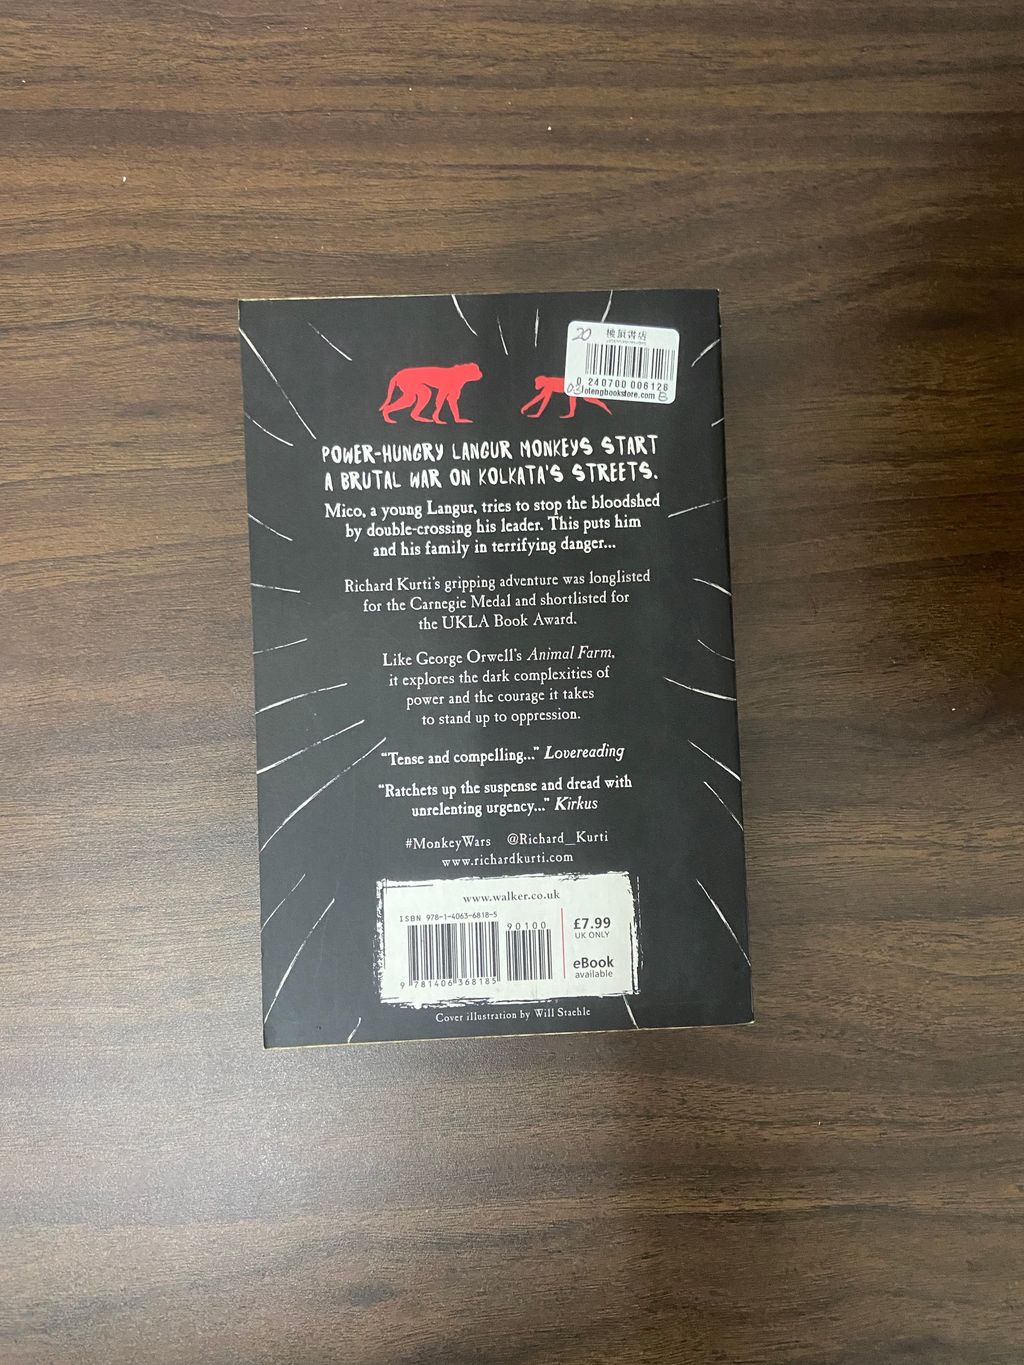 20 樓頂書店
0 240700 006126
03 lotengbookstore.com B
POWER-HUNGRY LANGUR MONKEYS START
A BRUTAL WAR ON KOLKATA'S STREETS.
Mico, a young Langur, tries to stop the bloodshed
by double-crossing his leader. This puts him
and his family in terrifying danger...
Richard Kurti's gripping adventure was longlisted
for the Carnegie Medal and shortlisted for
the UKLA Book Award.
Like George Orwell's Animal Farm,
it explores the dark complexities of
power and the courage it takes
to stand up to oppression.
"Tense and compelling..." Lovereading
"Ratchets up the suspense and dread with
unrelenting urgency..." Kirkus
#MonkeyWars @Richard_Kurti
www.richardkurti.com
www.walker.co.uk
ISBN 978-1-4063-6818-5
90100
£7.99
UK ONLY
eBook
available
9 781406 368185
Cover illustration by Will Staehle